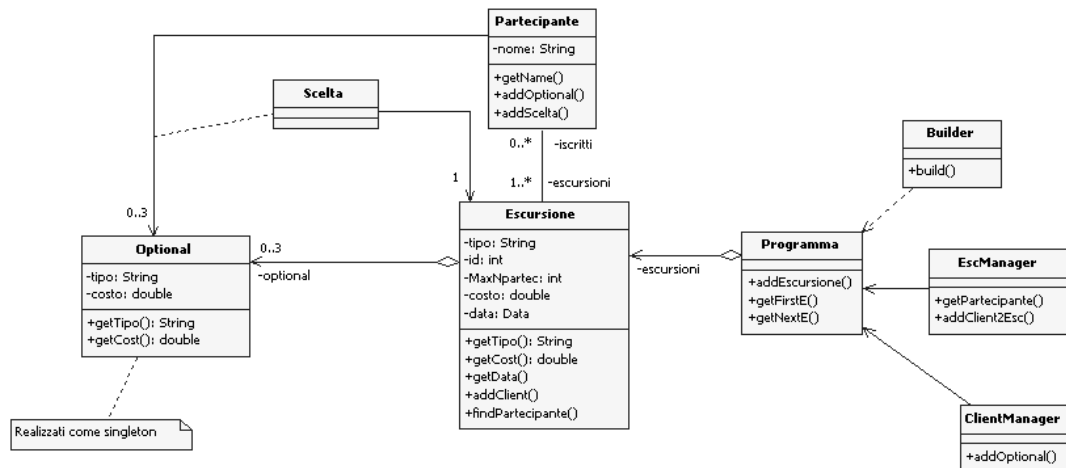 Partecipante
-nome: String
+getName()
+addOptional()
+addScelta()
Scelta
0..*
-iscritti
1..*
-escursioni
1
0..3
Builder
+build()
Escursione
-tipo: String
-id: int
-MaxNpartec: int
-costo: double
-data: Data
+getTipo(): String
+getCost(): double
+getData()
+addClient()
+findPartecipante()
Optional
-tipo: String
-costo: double
+getTipo(): String
+getCost(): double
0..3
-optional
-escursioni
Programma
+addEscursione()
+getFirstE()
+getNextE()
EscManager
+getPartecipante()
+addClient2Esc()
Realizzati come singleton
ClientManager
+addOptional()